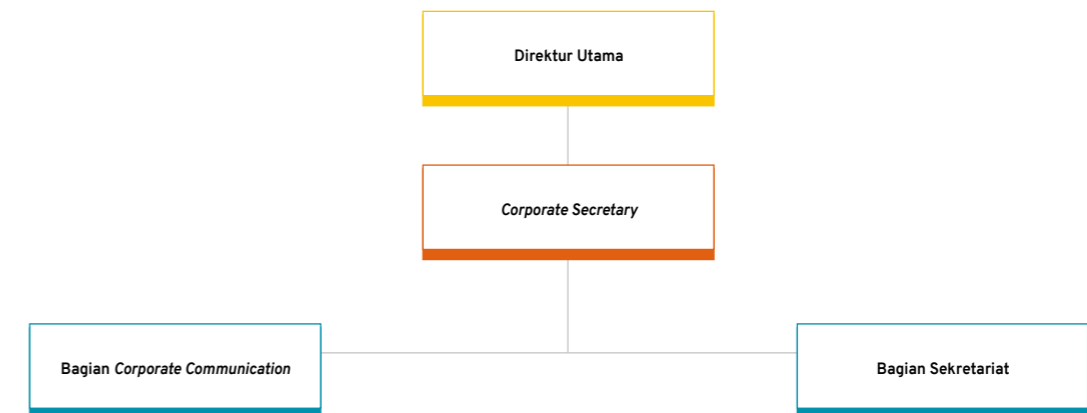 Direktur Utama
Corporate Secretary
Bagian Corporate Communication
Bagian Sekretariat